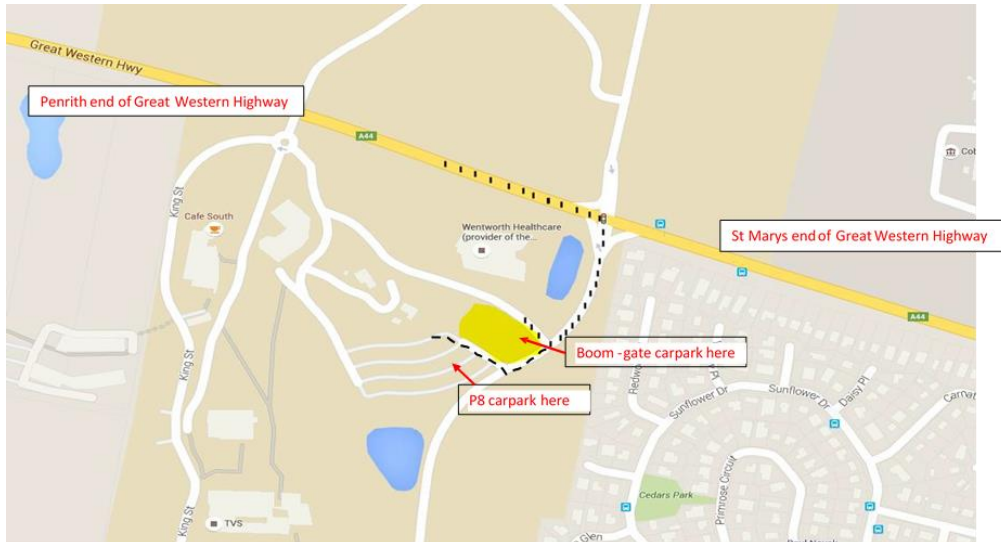 Great Western Hwy
Penrith end of Great Western Highway
A44
King St
Cafe South
Wentworth Healthcare
(provider of the...
St Marys end of Great Western Highway
A44
Boom -gate carpark here
P8 carpark here
Sunflower Dr
Sunflower Dr
Daisy Pl
Primrose Circuit
Cedars Park
King St
TVS
King St